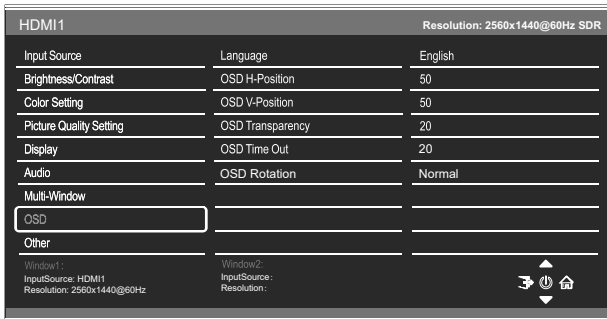 HDMI1 Resolution: 2560x1440@60Hz SDR
Input Source Language English
Brightness/Contrast OSD H-Position 50
Color Setting OSD V-Position 50
Picture Quality Setting OSD Transparency 20
Display OSD Time Out 20
Audio OSD Rotation Normal
Multi-Window
OSD
Other
Window1: Window2:
InputSource: HDMI1 InputSource:
Resolution: 2560x1440@60Hz Resolution: